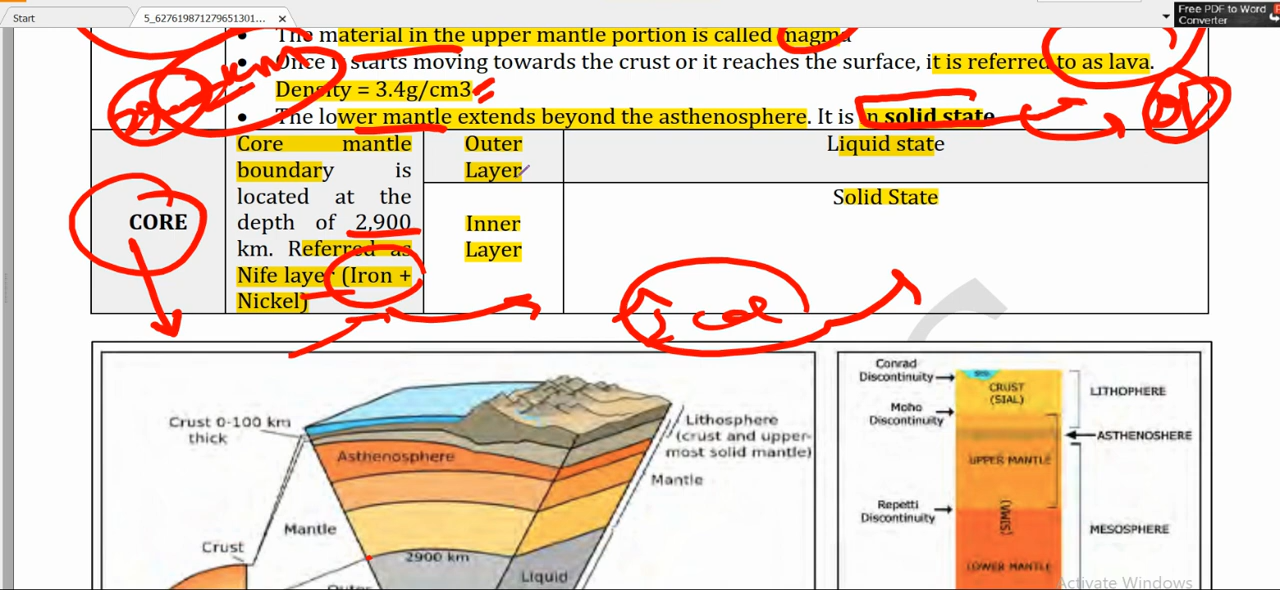 Start
5_627619871279651301...
Free PDF to Word
Converter
• The material in the upper mantle portion is called magma
• Once it starts moving towards the crust or it reaches the surface, it is referred to as lava.
• Density = 3.4g/cm3
• The lower mantle extends beyond the asthenosphere. It is in solid state
CORE
Core mantle
boundary is
located at the
depth of 2,900
km. Referred as
Nife layer (Iron +
Nickel)
Outer
Layer
Liquid state
Inner
Layer
Solid State
Crust 0-100 km
thick
Asthenosphere
Lithosphere
(crust and upper-
most solid mantle)
Mantle
Mantle
Crust
2900 km
Liquid
Outer
Conrad
Discontinuity
CRUST
(SIAL)
LITHOPHERE
Moho
Discontinuity
ASTHENOSHERE
UPPER MANTLE
Repetti
Discontinuity
(SIMA)
MESOSPHERE
LOWER MANTLE
Activate Windows